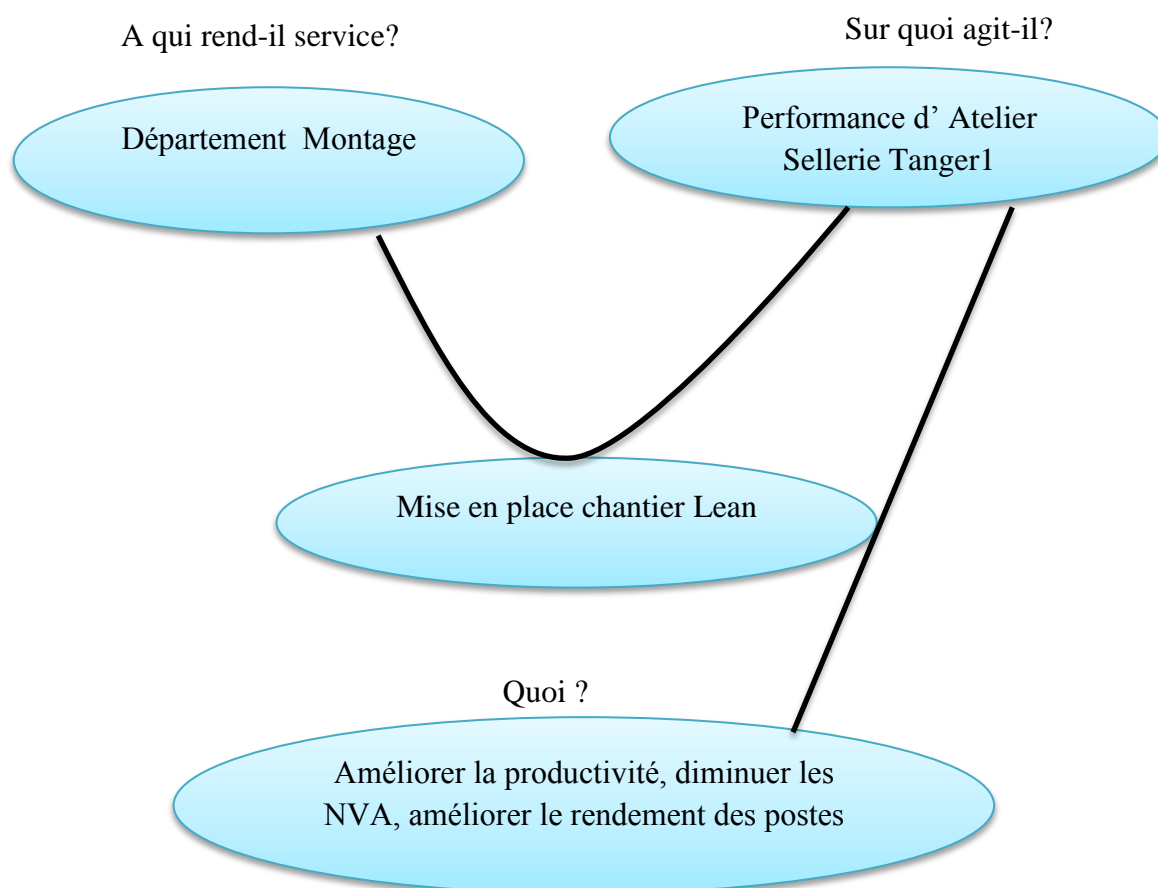 A qui rend-il service?
Sur quoi agit-il?
Département Montage
Performance d’ Atelier
Sellerie Tanger1
Mise en place chantier Lean
Quoi ?
Améliorer la productivité, diminuer les
NVA, améliorer le rendement des postes